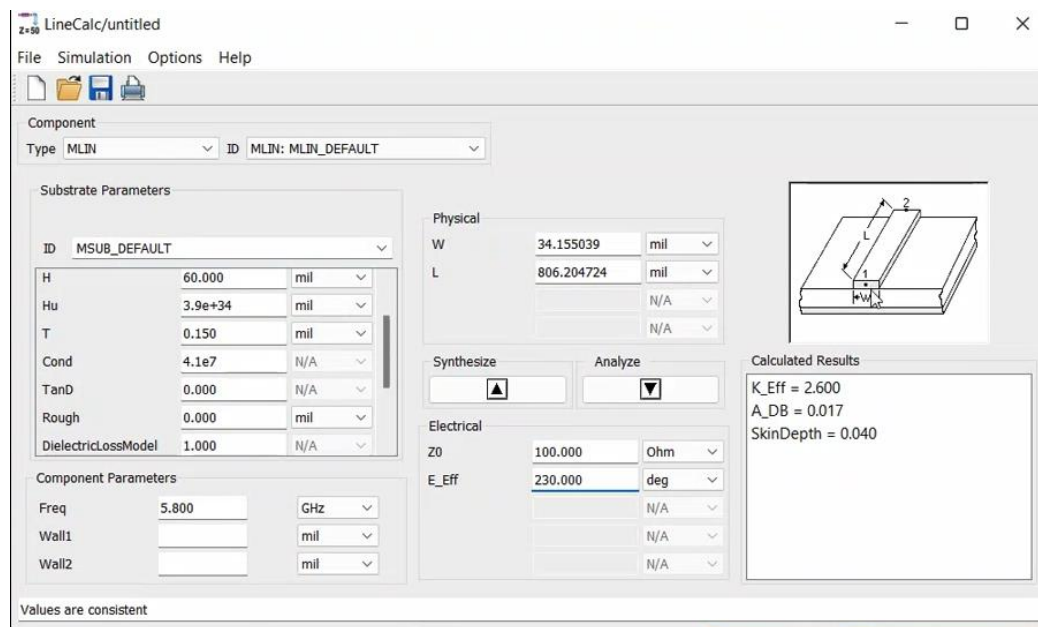 Z=50 LineCalc/untitled
File Simulation Options Help
Component
Type MLIN ID MLIN: MLIN_DEFAULT
Substrate Parameters
ID MSUB_DEFAULT
H 60.000 mil
Hu 3.9e+34 mil
T 0.150 mil
Cond 4.1e7 N/A
TanD 0.000 N/A
Rough 0.000 mil
DielectricLossModel 1.000 N/A
Component Parameters
Freq 5.800 GHz
Wall1 mil
Wall2 mil
Physical
W 34.155039 mil
L 806.204724 mil
N/A
N/A
Synthesize Analyze
Electrical
Z0 100.000 Ohm
E_Eff 230.000 deg
N/A
N/A
N/A
2
L
1
W
Calculated Results
K_Eff = 2.600
A_DB = 0.017
SkinDepth = 0.040
Values are consistent